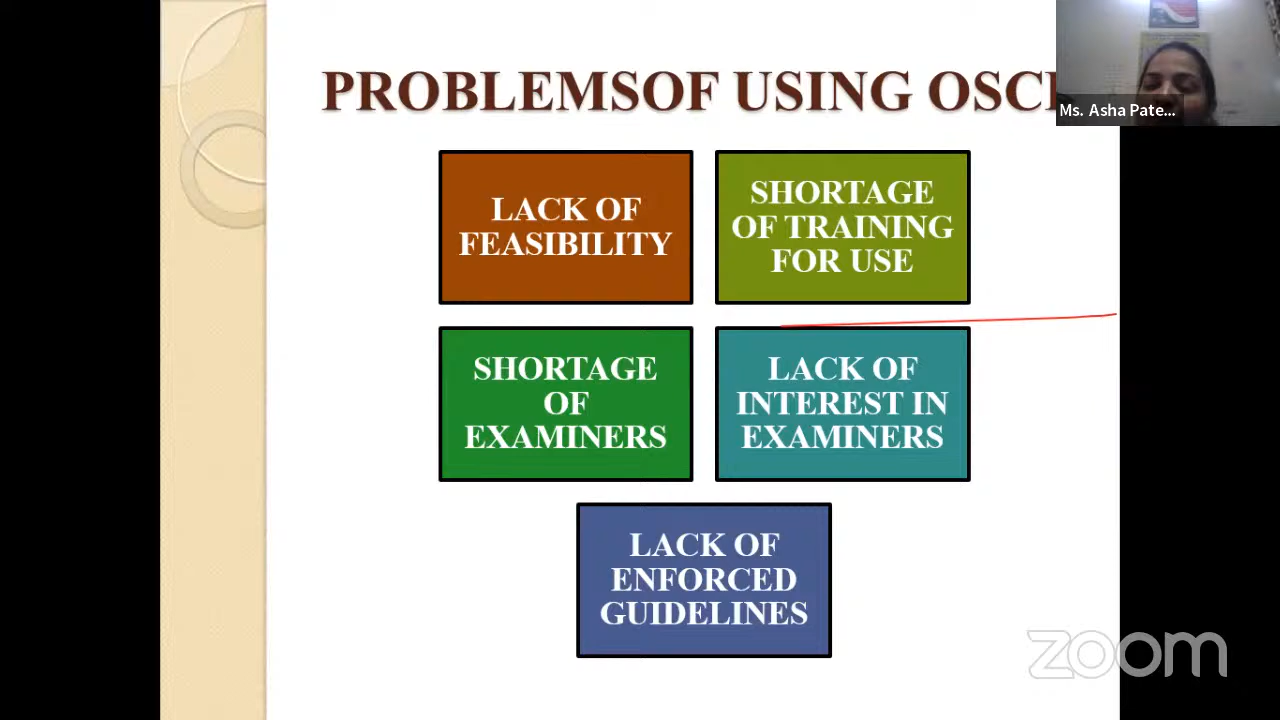 PROBLEMSOF USING OSC
Ms. Asha Pate...
LACK OF
FEASIBILITY
SHORTAGE
OF TRAINING
FOR USE
SHORTAGE
OF
EXAMINERS
LACK OF
INTEREST IN
EXAMINERS
LACK OF
ENFORCED
GUIDELINES
zoom